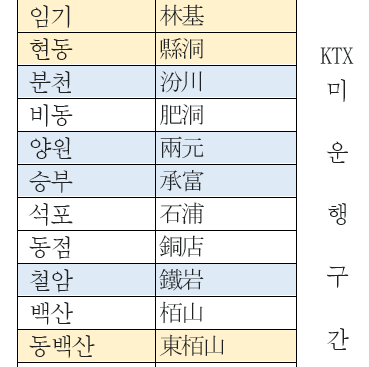 임기 林基
현동 縣洞
분천 汾川
비동 肥洞
양원 兩元
승부 承富
석포 石浦
동점 銅店
철암 鐵岩
백산 栢山
동백산 東栢山
KTX
미
운
행
구
간